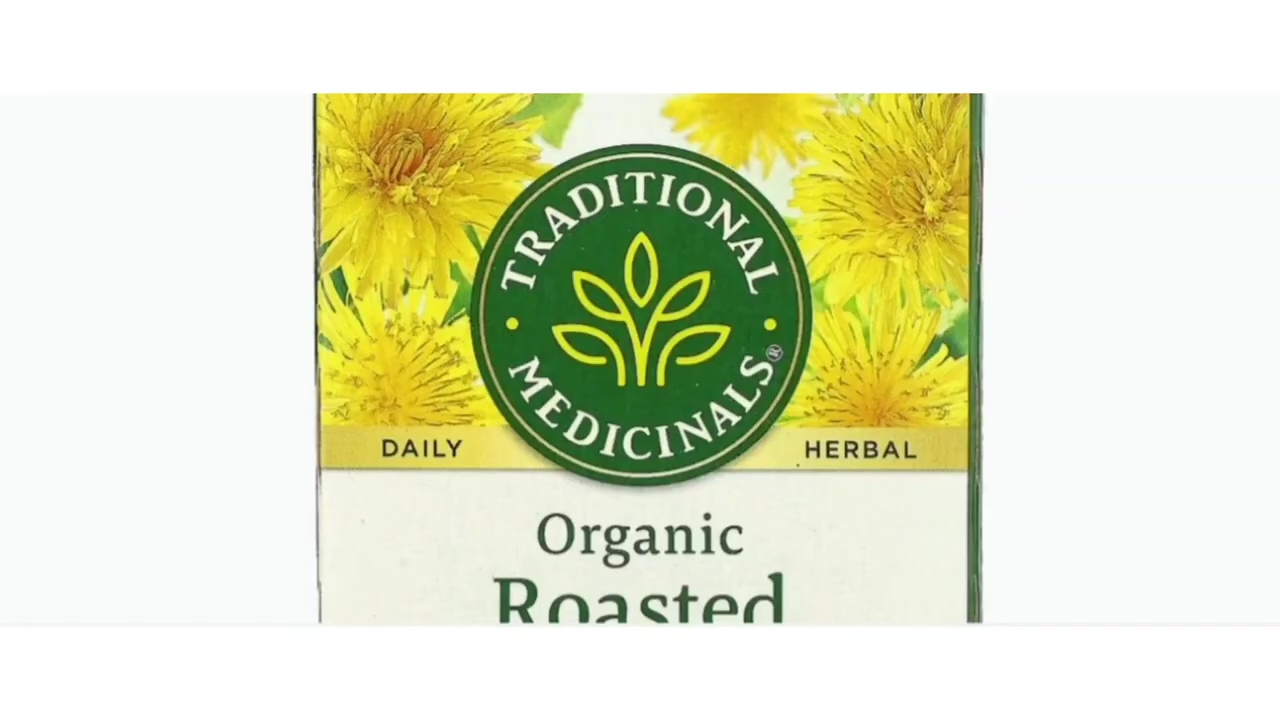 TRADITIONAL
MEDICINALS®
DAILY
HERBAL
Organic
Roasted